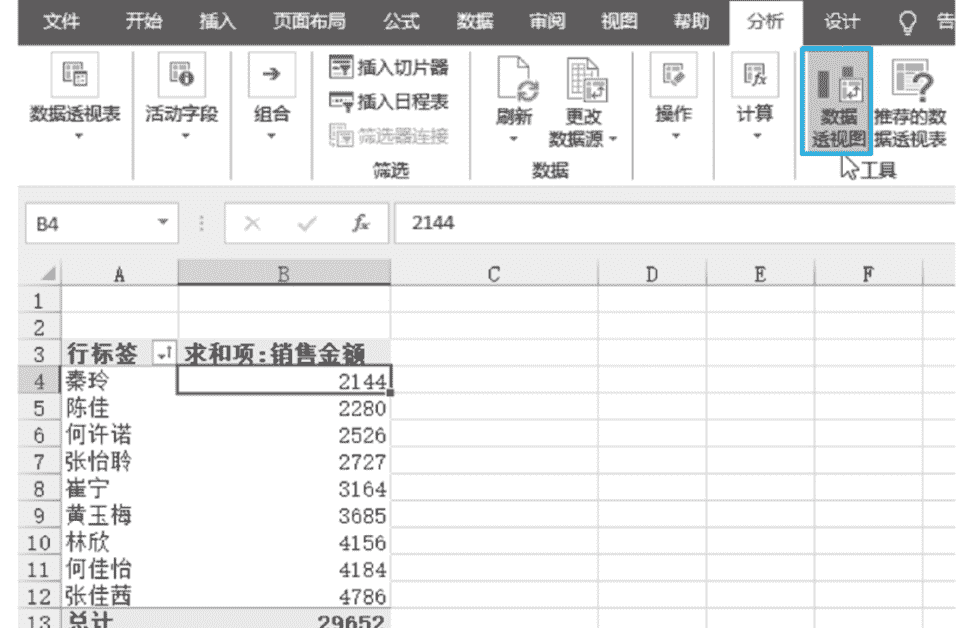 文件 开始 插入 页面布局 公式 数据 审阅 视图 帮助 分析 设计 告
数据透视表 活动字段 组合 插入切片器 插入日程表 筛选器连接 刷新 更改 数据源 操作 计算 数据 透视图 推荐的数 据透视表
筛选 数据 工具
B4 fx 2144
A B C D E F
1
2
3 行标签 求和项:销售金额
4 秦玲 2144
5 陈佳 2280
6 何许诺 2526
7 张怡聆 2727
8 崔宁 3164
9 黄玉梅 3685
10 林欣 4156
11 何佳怡 4184
12 张佳茜 4786
13 总计 29652